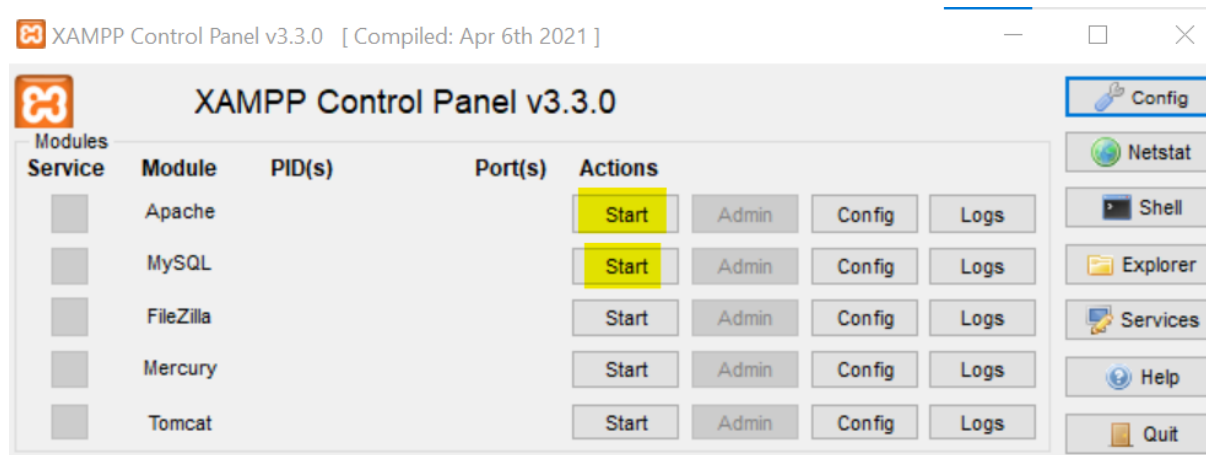 XAMPP Control Panel v3.3.0 [ Compiled: Apr 6th 2021 ]
XAMPP Control Panel v3.3.0
Config
Modules
Netstat
Service Module PID(s) Port(s) Actions
Apache Start Admin Config Logs
Shell
MySQL Start Admin Config Logs
Explorer
FileZilla Start Admin Config Logs
Services
Mercury Start Admin Config Logs
Help
Tomcat Start Admin Config Logs
Quit